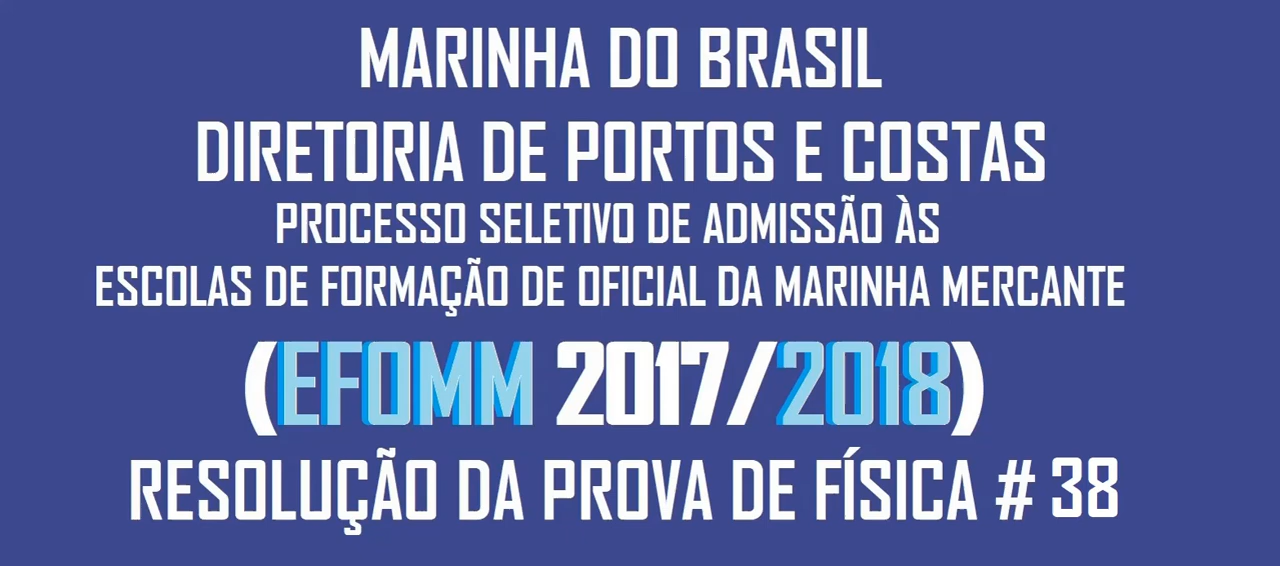 MARINHA DO BRASIL
DIRETORIA DE PORTOS E COSTAS
PROCESSO SELETIVO DE ADMISSÃO ÀS
ESCOLAS DE FORMAÇÃO DE OFICIAL DA MARINHA MERCANTE
(EFOMM 2017/2018)
RESOLUÇÃO DA PROVA DE FÍSICA # 38